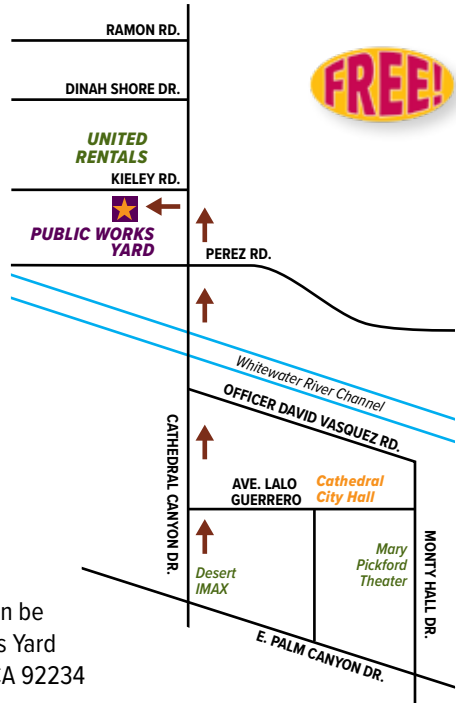 RAMON RD.
FREE!
DINAH SHORE DR.
UNITED
RENTALS
KIELEY RD.
PUBLIC WORKS
YARD
PEREZ RD.
Whitewater River Channel
OFFICER DAVID VASQUEZ RD.
CATHEDRAL CANYON DR.
AVE. LALO
GUERRERO
Cathedral
City Hall
Desert
IMAX
Mary
Pickford
Theater
MONTY HALL DR.
E. PALM CANYON DR.
n be
s Yard
CA 92234